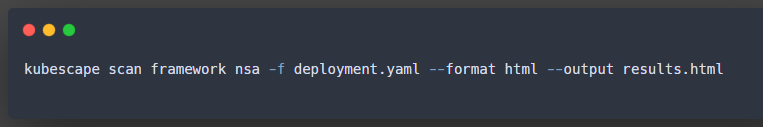 kubescape scan framework nsa -f deployment.yaml --format html --output results.html